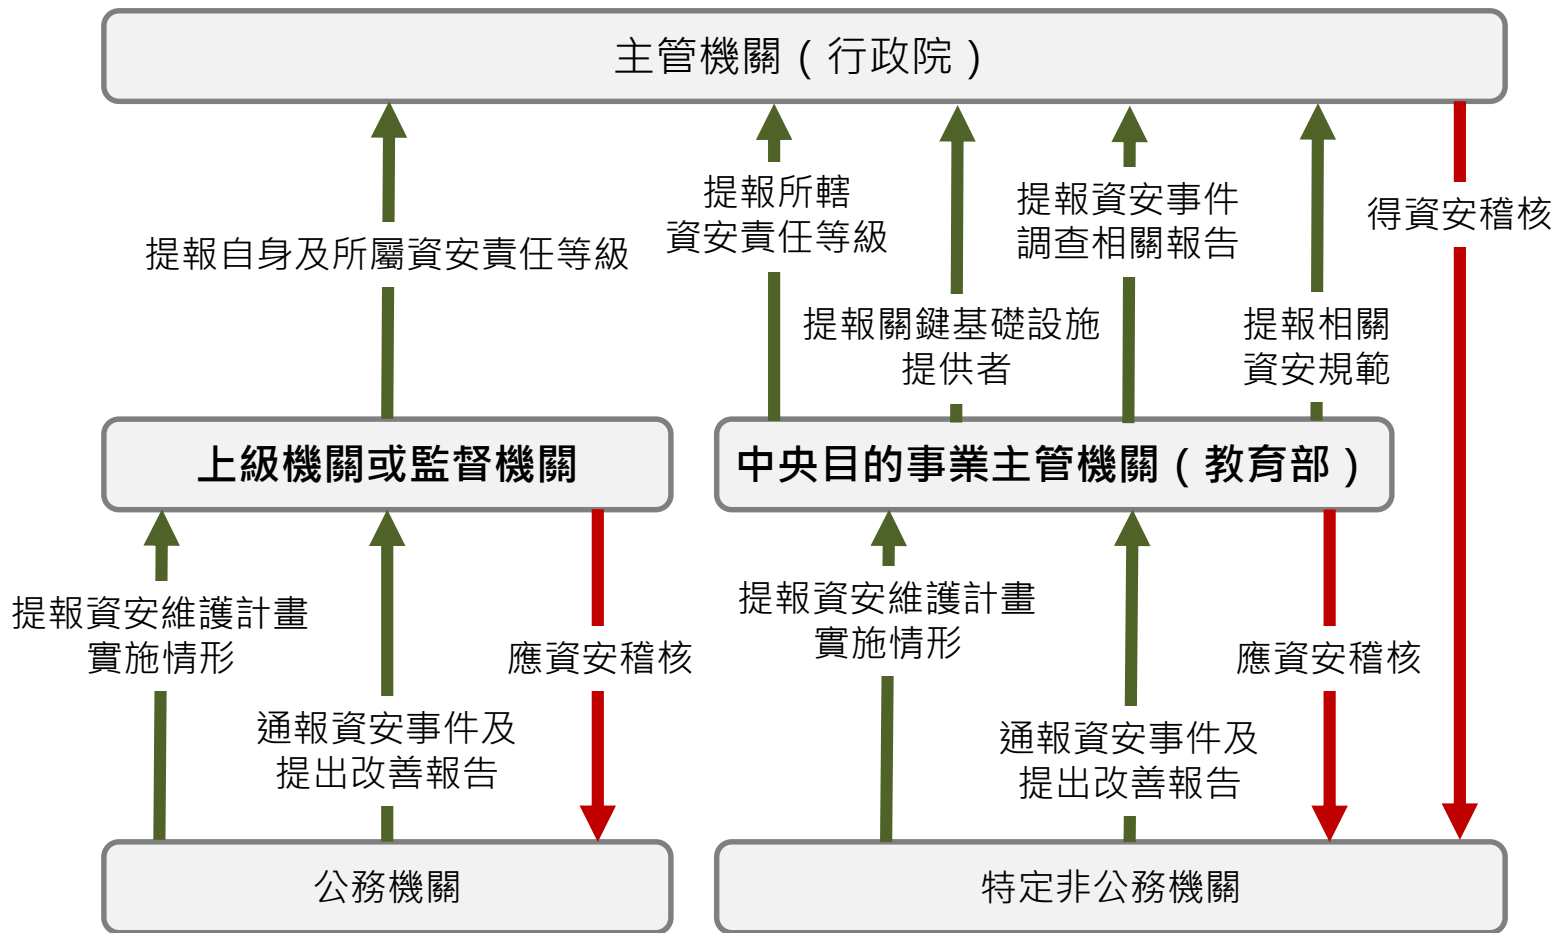 主管機關（行政院）
提報自身及所屬資安責任等級
提報所轄
資安責任等級
提報關鍵基礎設施
提供者
提報資安事件
調查相關報告
提報相關
資安規範
得資安稽核
上級機關或監督機關
中央目的事業主管機關（教育部）
提報資安維護計畫
實施情形
通報資安事件及
提出改善報告
應資安稽核
提報資安維護計畫
實施情形
通報資安事件及
提出改善報告
應資安稽核
公務機關
特定非公務機關